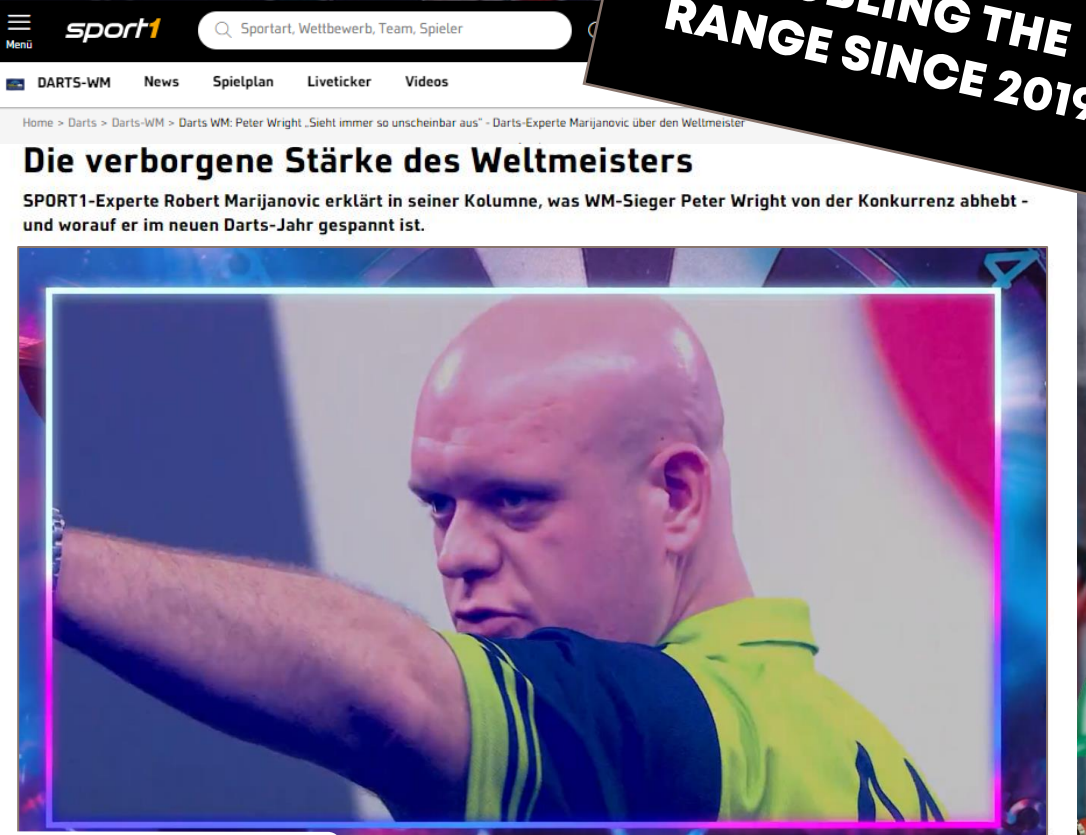 Menü
sport1
Sportart, Wettbewerb, Team, Spieler
THE
RANGE SINCE 2019
DARTS-WM
News
Spielplan
Liveticker
Videos
Home > Darts > Darts-WM > Darts WM: Peter Wright „Sieht immer so unscheinbar aus" - Darts-Experte Marijanovic über den Weltmeister
Die verborgene Stärke des Weltmeisters
SPORT1-Experte Robert Marijanovic erklärt in seiner Kolumne, was WM-Sieger Peter Wright von der Konkurrenz abhebt -
und worauf er im neuen Darts-Jahr gespannt ist.